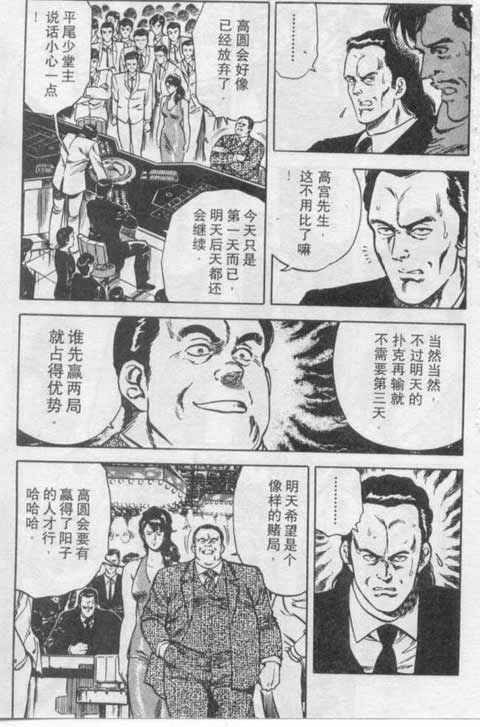 ⋯⋯⋯
高宫先生，
这不用比了嘛
！
高圆会好像
已经放弃了．
平尾少堂主
说话小心一点
！
今天只是
第一天而已，
明天后天都还
会继续．
当然当然，
不过明天的
扑克再输就
不需要第三天．
谁先赢两局
就占得优势．
⋯⋯⋯
明天希望是个
像样的赌局．
高圆会要有
赢得了阳子
的人才行，
哈哈哈．